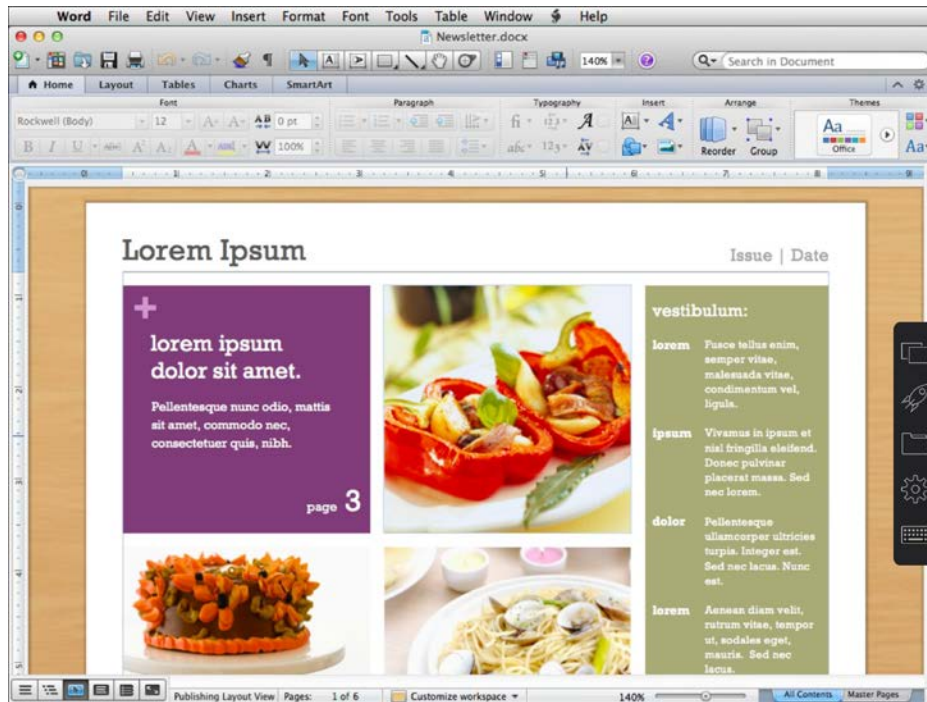 Word File Edit View Insert Format Font Tools Table Window Help
Newsletter.docx
140%
Search in Document
Home Layout Tables Charts SmartArt
Font Paragraph Typography Insert Arrange Themes
Rockwell (Body) 12 0 pt
Aa
B I U 100% Reorder Group Office
Lorem Ipsum
Issue | Date
lorem ipsum
dolor sit amet.
Pellentesque nunc odio, mattis
sit amet, commodo nec,
consectetuer quis, nibh.
page 3
vestibulum:
lorem Fusce tellus enim,
semper vitae,
malesuada vitae,
condimentum vel,
ligula.
ipsum Vivamus in ipsum et
nisl fringilla eleifend.
Donec pulvinar
placerat massa. Sed
nec lorem.
dolor Pellentesque
ullamcorper ultricies
turpis. Integer est.
Sed nec lacus. Nunc
est.
lorem Aenean diam velit,
rutrum vitae, tempor
ut, sodales eget,
mauris. Sed nec
lacus.
Publishing Layout View Pages: 1 of 6 Customize workspace 140% All Contents Master Pages